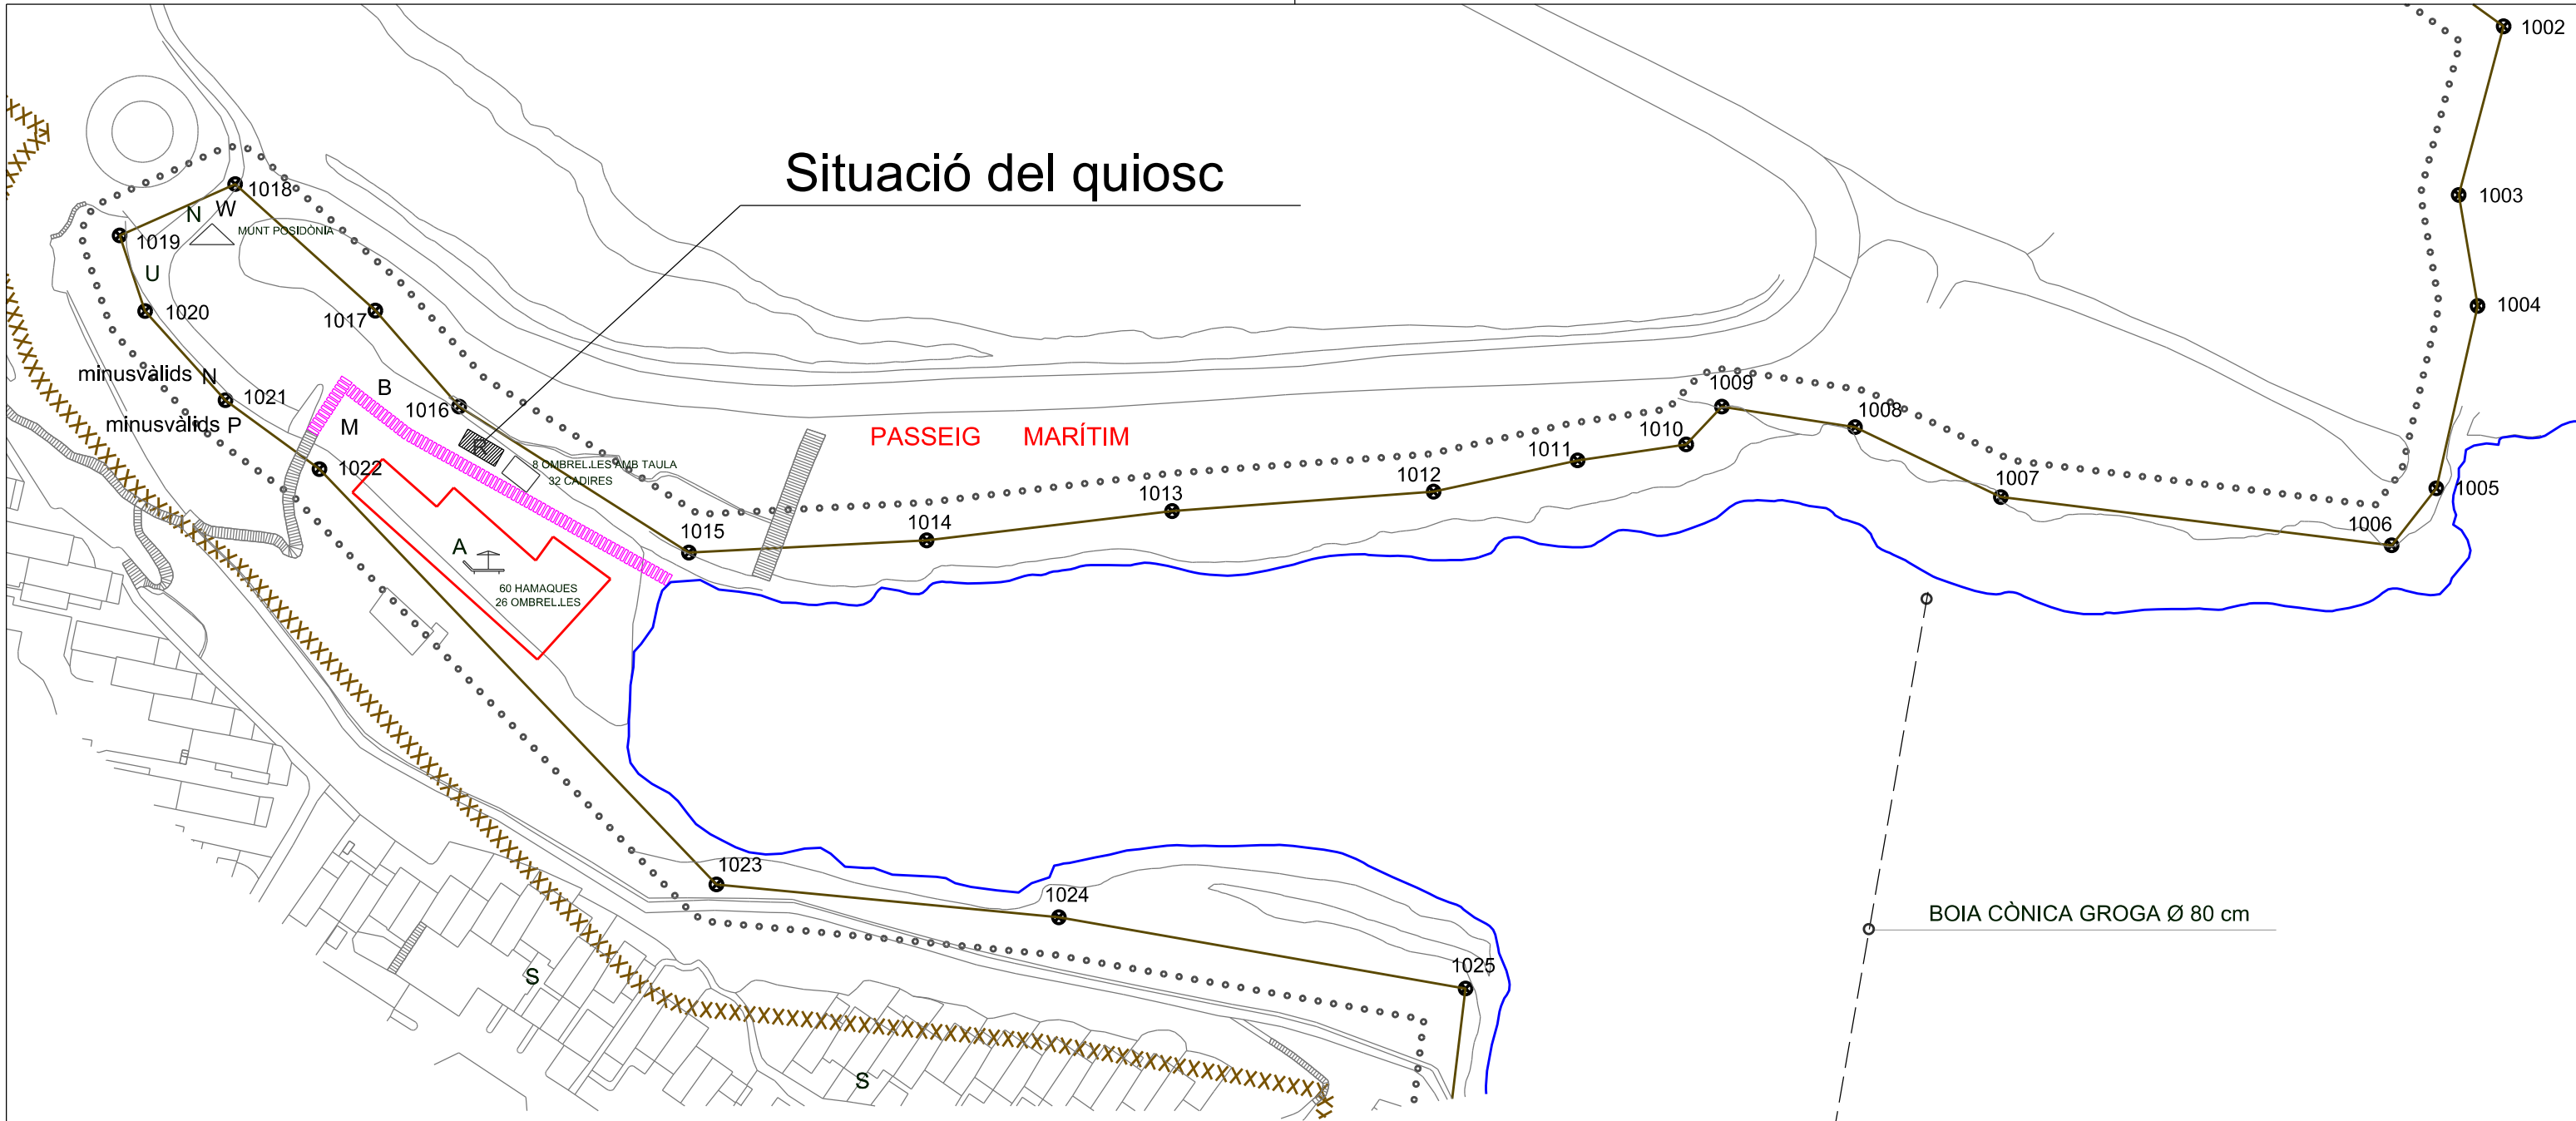 1002
Situació del quiosc
1018
N W
MUNT POSIDÒNIA
1003
1019
U
1004
1020
1017
minusvàlids N
B
1021
1016
1009
minusvàlids P
M
1008
PASSEIG MARÍTIM
1010
1022
8 OMBREL.LES AMB TAULA
32 CADIRES
1011
1012
1007
1005
1013
1006
1014
1015
A
60 HAMAQUES
26 OMBREL.LES
1023
1024
BOIA CÒNICA GROGA Ø 80 cm
1025
S
S